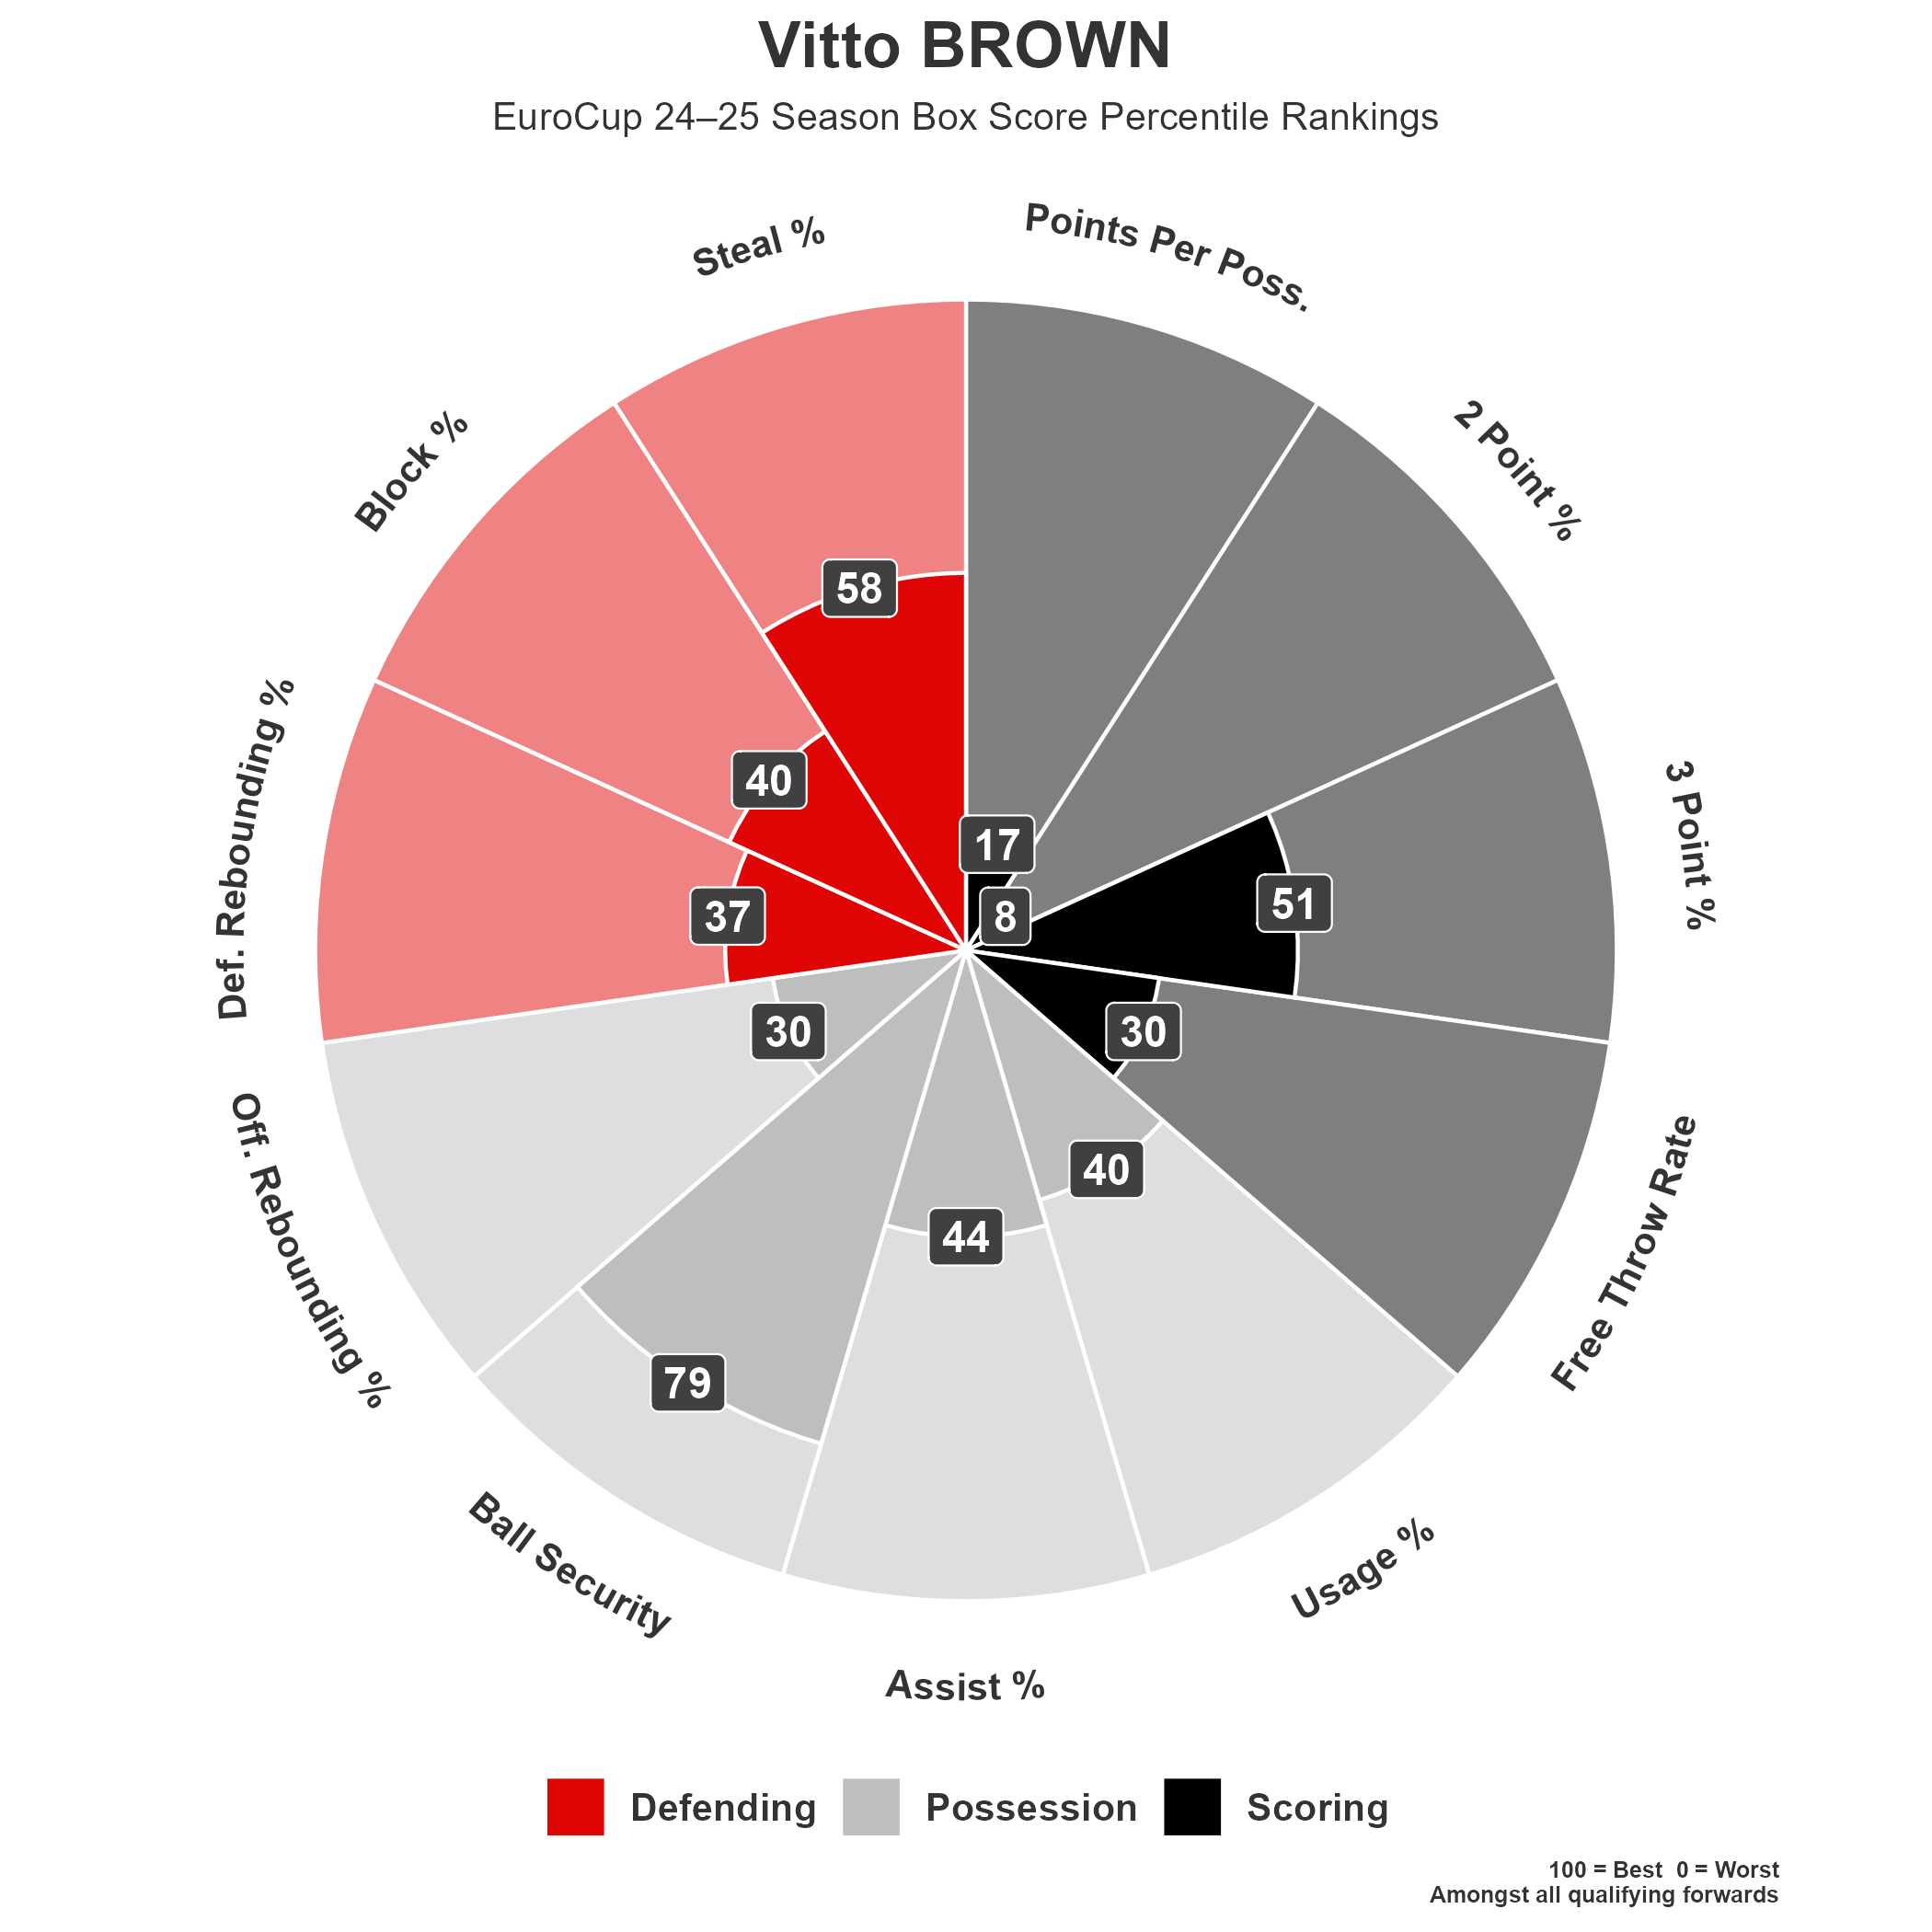 Vitto BROWN
EuroCup 24–25 Season Box Score Percentile Rankings
Steal %
Points Per Poss.
Block %
2 Point %
58
Def. Rebounding %
3 Point %
40
17
37
8
51
30
30
Off. Rebounding %
Free Throw Rate
40
44
79
Ball Security
Usage %
Assist %
Defending
Possession
Scoring
100 = Best  0 = Worst
Amongst all qualifying forwards